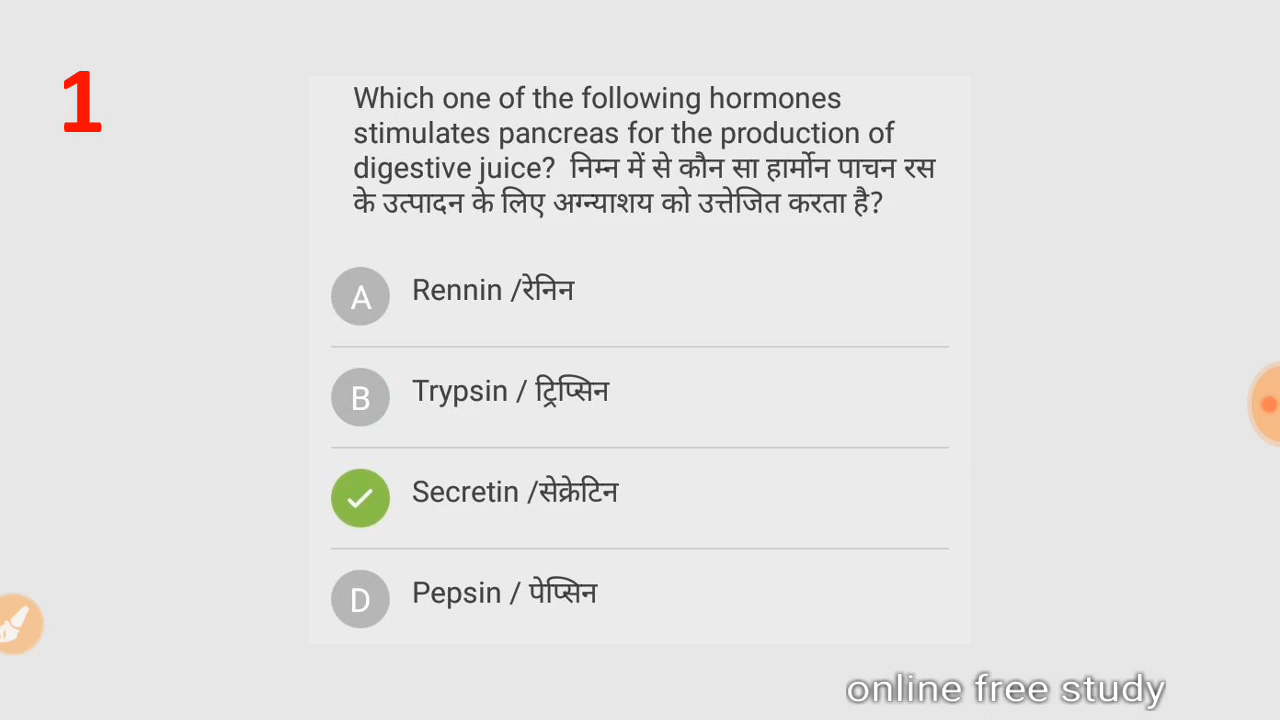 1
Which one of the following hormones
stimulates pancreas for the production of
digestive juice? निम्न में से कौन सा हार्मोन पाचन रस
के उत्पादन के लिए अग्न्याशय को उत्तेजित करता है?
A Rennin /रेनिन
B Trypsin / ट्रिप्सिन
Secretin /सेक्रेटिन
D Pepsin / पेप्सिन
online free study